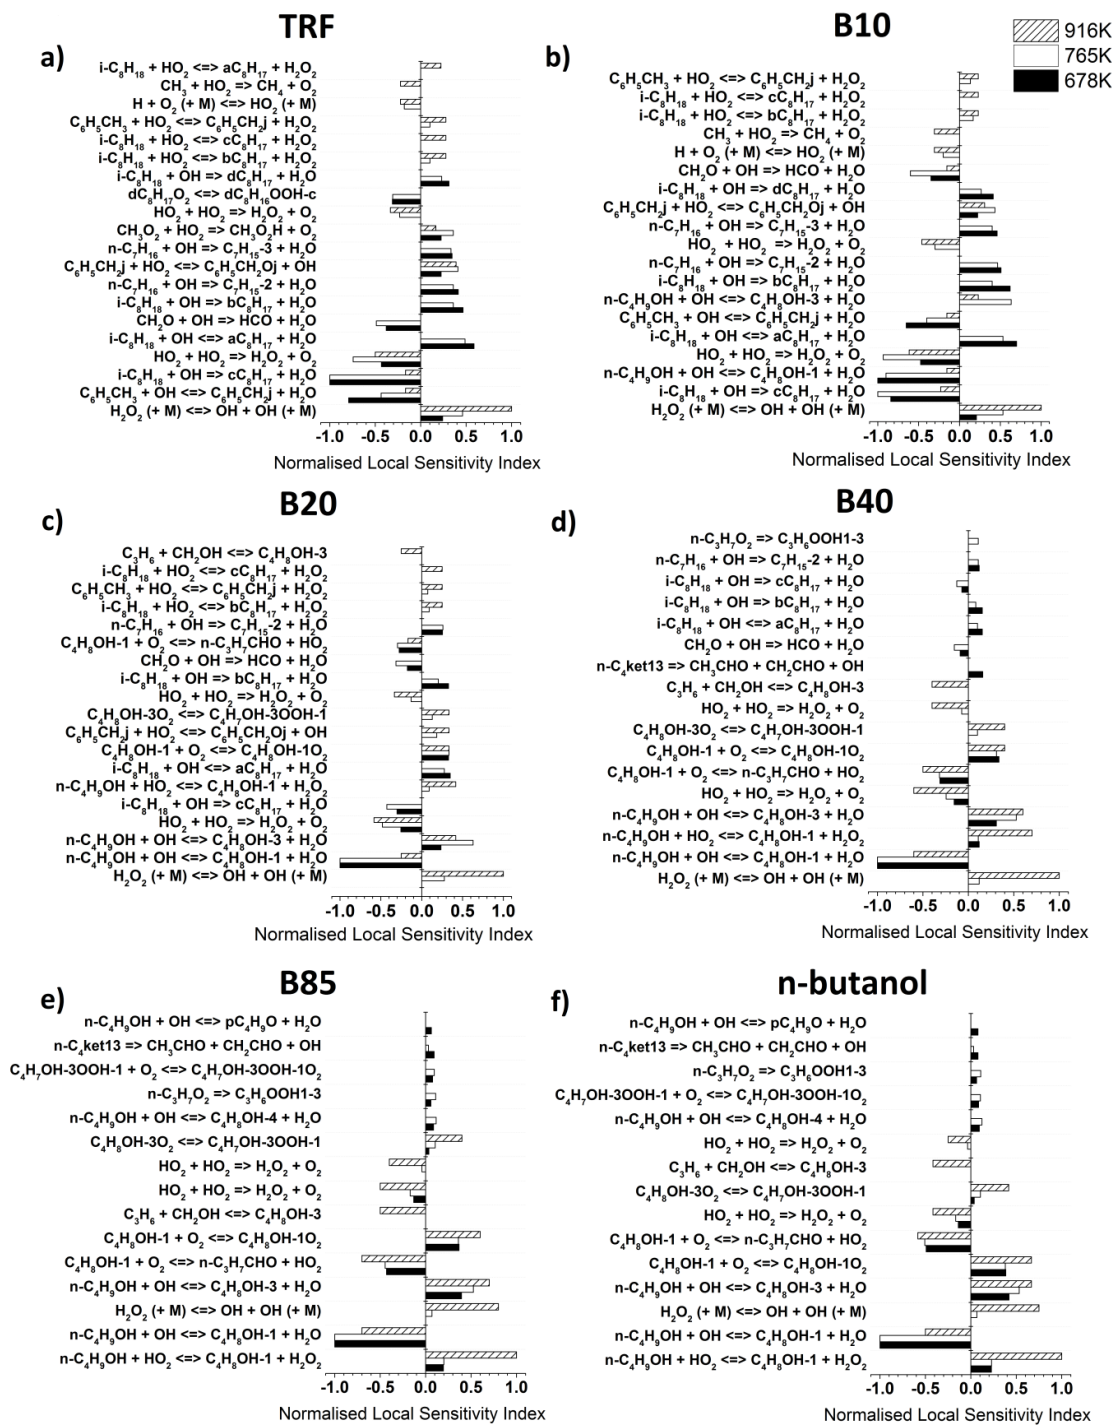 TRF
B10
916K
765K
678K
a)
i-C8H18 + HO2 <=> aC8H17 + H2O2
CH3 + HO2 => CH4 + O2
H + O2 (+ M) <=> HO2 (+ M)
C6H5CH3 + HO2 <=> C6H5CH2j + H2O2
i-C8H18 + HO2 <=> cC8H17 + H2O2
i-C8H18 + HO2 <=> bC8H17 + H2O2
i-C8H18 + OH => dC8H17 + H2O
dC8H17O2 <=> dC8H16OOH-c
HO2 + HO2 => H2O2 + O2
CH3O2 + HO2 => CH3O2H + O2
n-C7H16 + OH => C7H15-3 + H2O
C6H5CH2j + HO2 <=> C6H5CH2Oj + OH
n-C7H16 + OH => C7H15-2 + H2O
i-C8H18 + OH => bC8H17 + H2O
CH2O + OH => HCO + H2O
i-C8H18 + OH <=> aC8H17 + H2O
HO2 + HO2 => H2O2 + O2
i-C8H18 + OH => cC8H17 + H2O
C6H5CH3 + OH <=> C6H5CH2j + H2O
H2O2 (+ M) <=> OH + OH (+ M)
-1.0 -0.5 0.0 0.5 1.0
Normalised Local Sensitivity Index
b)
C6H5CH3 + HO2 <=> C6H5CH2j + H2O2
i-C8H18 + HO2 <=> cC8H17 + H2O2
i-C8H18 + HO2 <=> bC8H17 + H2O2
CH3 + HO2 => CH4 + O2
H + O2 (+ M) <=> HO2 (+ M)
CH2O + OH => HCO + H2O
i-C8H18 + OH => dC8H17 + H2O
C6H5CH2j + HO2 <=> C6H5CH2Oj + OH
n-C7H16 + OH => C7H15-3 + H2O
HO2 + HO2 => H2O2 + O2
n-C7H16 + OH => C7H15-2 + H2O
i-C8H18 + OH => bC8H17 + H2O
n-C4H9OH + OH <=> C4H8OH-3 + H2O
C6H5CH3 + OH <=> C6H5CH2j + H2O
i-C8H18 + OH <=> aC8H17 + H2O
HO2 + HO2 => H2O2 + O2
n-C4H9OH + OH <=> C4H8OH-1 + H2O
i-C8H18 + OH => cC8H17 + H2O
H2O2 (+ M) <=> OH + OH (+ M)
-1.0 -0.5 0.0 0.5 1.0
Normalised Local Sensitivity Index
B20
c)
C3H6 + CH2OH <=> C4H8OH-3
i-C8H18 + HO2 <=> cC8H17 + H2O2
C6H5CH3 + HO2 <=> C6H5CH2j + H2O2
i-C8H18 + HO2 <=> bC8H17 + H2O2
n-C7H16 + OH => C7H15-2 + H2O
C4H8OH-1 + O2 <=> n-C3H7CHO + HO2
CH2O + OH => HCO + H2O
i-C8H18 + OH => bC8H17 + H2O
HO2 + HO2 => H2O2 + O2
C4H8OH-3O2 <=> C4H7OH-3OOH-1
C6H5CH2j + HO2 <=> C6H5CH2Oj + OH
C4H8OH-1 + O2 <=> C4H8OH-1O2
i-C8H18 + OH <=> aC8H17 + H2O
n-C4H9OH + HO2 <=> C4H8OH-1 + H2O2
i-C8H18 + OH => cC8H17 + H2O
HO2 + HO2 => H2O2 + O2
n-C4H9OH + OH <=> C4H8OH-3 + H2O
n-C4H9OH + OH <=> C4H8OH-1 + H2O
H2O2 (+ M) <=> OH + OH (+ M)
-1.0 -0.5 0.0 0.5 1.0
Normalised Local Sensitivity Index
B40
d)
n-C3H7O2 => C3H6OOH1-3
n-C7H16 + OH => C7H15-2 + H2O
i-C8H18 + OH => cC8H17 + H2O
i-C8H18 + OH => bC8H17 + H2O
i-C8H18 + OH <=> aC8H17 + H2O
CH2O + OH => HCO + H2O
n-C4ket13 => CH3CHO + CH2CHO + OH
C3H6 + CH2OH <=> C4H8OH-3
HO2 + HO2 => H2O2 + O2
C4H8OH-3O2 <=> C4H7OH-3OOH-1
C4H8OH-1 + O2 <=> C4H8OH-1O2
C4H8OH-1 + O2 <=> n-C3H7CHO + HO2
HO2 + HO2 => H2O2 + O2
n-C4H9OH + OH <=> C4H8OH-3 + H2O
n-C4H9OH + HO2 <=> C4H8OH-1 + H2O2
n-C4H9OH + OH <=> C4H8OH-1 + H2O
H2O2 (+ M) <=> OH + OH (+ M)
-1.0 -0.5 0.0 0.5 1.0
Normalised Local Sensitivity Index
B85
e)
n-C4H9OH + OH <=> pC4H9O + H2O
n-C4ket13 => CH3CHO + CH2CHO + OH
C4H7OH-3OOH-1 + O2 <=> C4H7OH-3OOH-1O2
n-C3H7O2 => C3H6OOH1-3
n-C4H9OH + OH <=> C4H8OH-4 + H2O
C4H8OH-3O2 <=> C4H7OH-3OOH-1
HO2 + HO2 => H2O2 + O2
HO2 + HO2 => H2O2 + O2
C3H6 + CH2OH <=> C4H8OH-3
C4H8OH-1 + O2 <=> C4H8OH-1O2
C4H8OH-1 + O2 <=> n-C3H7CHO + HO2
n-C4H9OH + OH <=> C4H8OH-3 + H2O
H2O2 (+ M) <=> OH + OH (+ M)
n-C4H9OH + OH <=> C4H8OH-1 + H2O
n-C4H9OH + HO2 <=> C4H8OH-1 + H2O2
-1.0 -0.5 0.0 0.5 1.0
Normalised Local Sensitivity Index
n-butanol
f)
n-C4H9OH + OH <=> pC4H9O + H2O
n-C4ket13 => CH3CHO + CH2CHO + OH
n-C3H7O2 => C3H6OOH1-3
C4H7OH-3OOH-1 + O2 <=> C4H7OH-3OOH-1O2
n-C4H9OH + OH <=> C4H8OH-4 + H2O
HO2 + HO2 => H2O2 + O2
C3H6 + CH2OH <=> C4H8OH-3
C4H8OH-3O2 <=> C4H7OH-3OOH-1
HO2 + HO2 => H2O2 + O2
C4H8OH-1 + O2 <=> n-C3H7CHO + HO2
C4H8OH-1 + O2 <=> C4H8OH-1O2
n-C4H9OH + OH <=> C4H8OH-3 + H2O
H2O2 (+ M) <=> OH + OH (+ M)
n-C4H9OH + OH <=> C4H8OH-1 + H2O
n-C4H9OH + HO2 <=> C4H8OH-1 + H2O2
-1.0 -0.5 0.0 0.5 1.0
Normalised Local Sensitivity Index